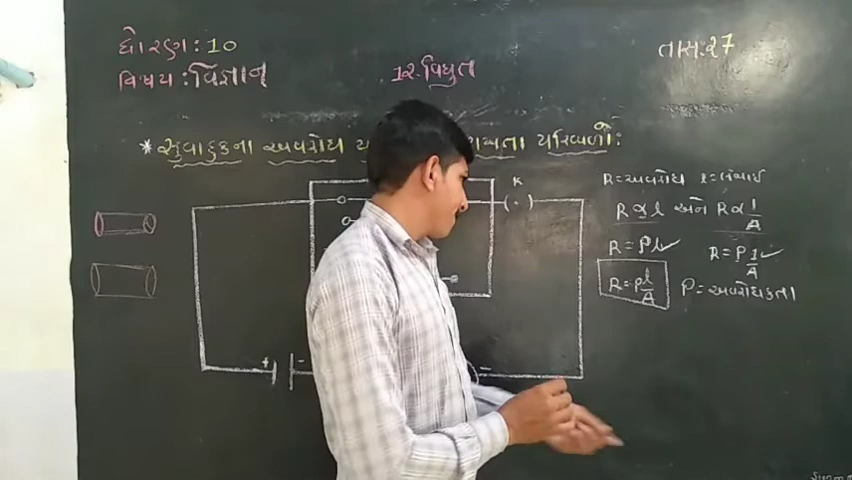 ધોરણ : 10
વિષય : વિજ્ઞાન
12. વિદ્યુત
તાસ: 27
* સુવાહકના અવરોધ
પરિબળો:
K
R = અવરોધ l = લંબાઈ
R α l અને R α 1/A
R = ρl ✓
R = ρ 1/A ✓
R = ρ l/A
ρ = અવરોધકતા
+ -
-